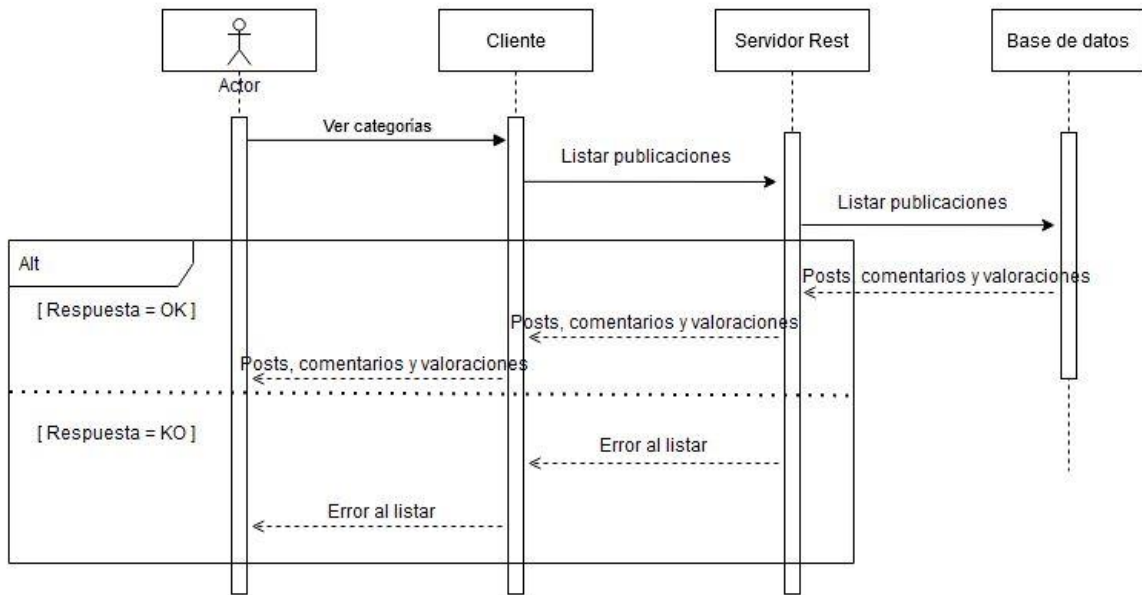 Actor
Cliente
Servidor Rest
Base de datos
Ver categorías
Listar publicaciones
Listar publicaciones
Alt
[ Respuesta = OK ]
Posts, comentarios y valoraciones
Posts, comentarios y valoraciones
Posts, comentarios y valoraciones
[ Respuesta = KO ]
Error al listar
Error al listar